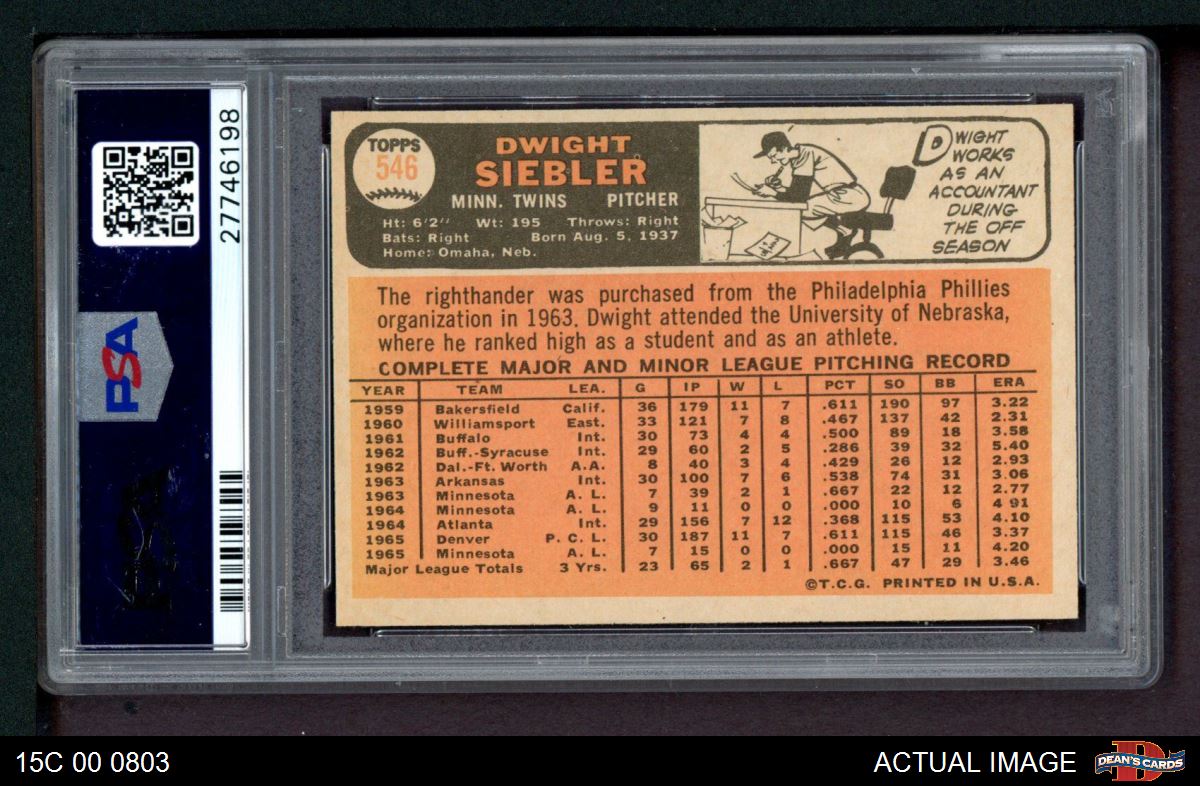 27746198
PSA
TOPPS
546
DWIGHT
SIEBLER
MINN. TWINS PITCHER
Ht: 6'2" Wt: 195 Throws: Right
Bats: Right Born Aug. 5, 1937
Home: Omaha, Neb.
DWIGHT
WORKS
AS AN
ACCOUNTANT
DURING
THE OFF
SEASON
The righthander was purchased from the Philadelphia Phillies
organization in 1963. Dwight attended the University of Nebraska,
where he ranked high as a student and as an athlete.
COMPLETE MAJOR AND MINOR LEAGUE PITCHING RECORD
YEAR TEAM LEA. G IP W L PCT SO BB ERA
1959 Bakersfield Calif. 36 179 11 7 .611 190 97 3.22
1960 Williamsport East. 33 121 7 8 .467 137 42 2.31
1961 Buffalo Int. 30 73 4 4 .500 89 18 3.58
1962 Buff.-Syracuse Int. 29 60 2 5 .286 39 32 5.40
1962 Dal.-Ft. Worth A.A. 8 40 3 4 .429 26 12 2.93
1963 Arkansas Int. 30 100 7 6 .538 74 31 3.06
1963 Minnesota A. L. 7 39 2 1 .667 22 12 2.77
1964 Minnesota A. L. 9 11 0 0 .000 10 6 4 91
1964 Atlanta Int. 29 156 7 12 .368 115 53 4.10
1965 Denver P. C. L. 30 187 11 7 .611 115 46 3.37
1965 Minnesota A. L. 7 15 0 0 .000 15 11 4.20
Major League Totals 3 Yrs. 23 65 2 1 .667 47 29 3.46
©T.C.G. PRINTED IN U.S.A.
15C 00 0803
ACTUAL IMAGE
DEAN'S CARDS